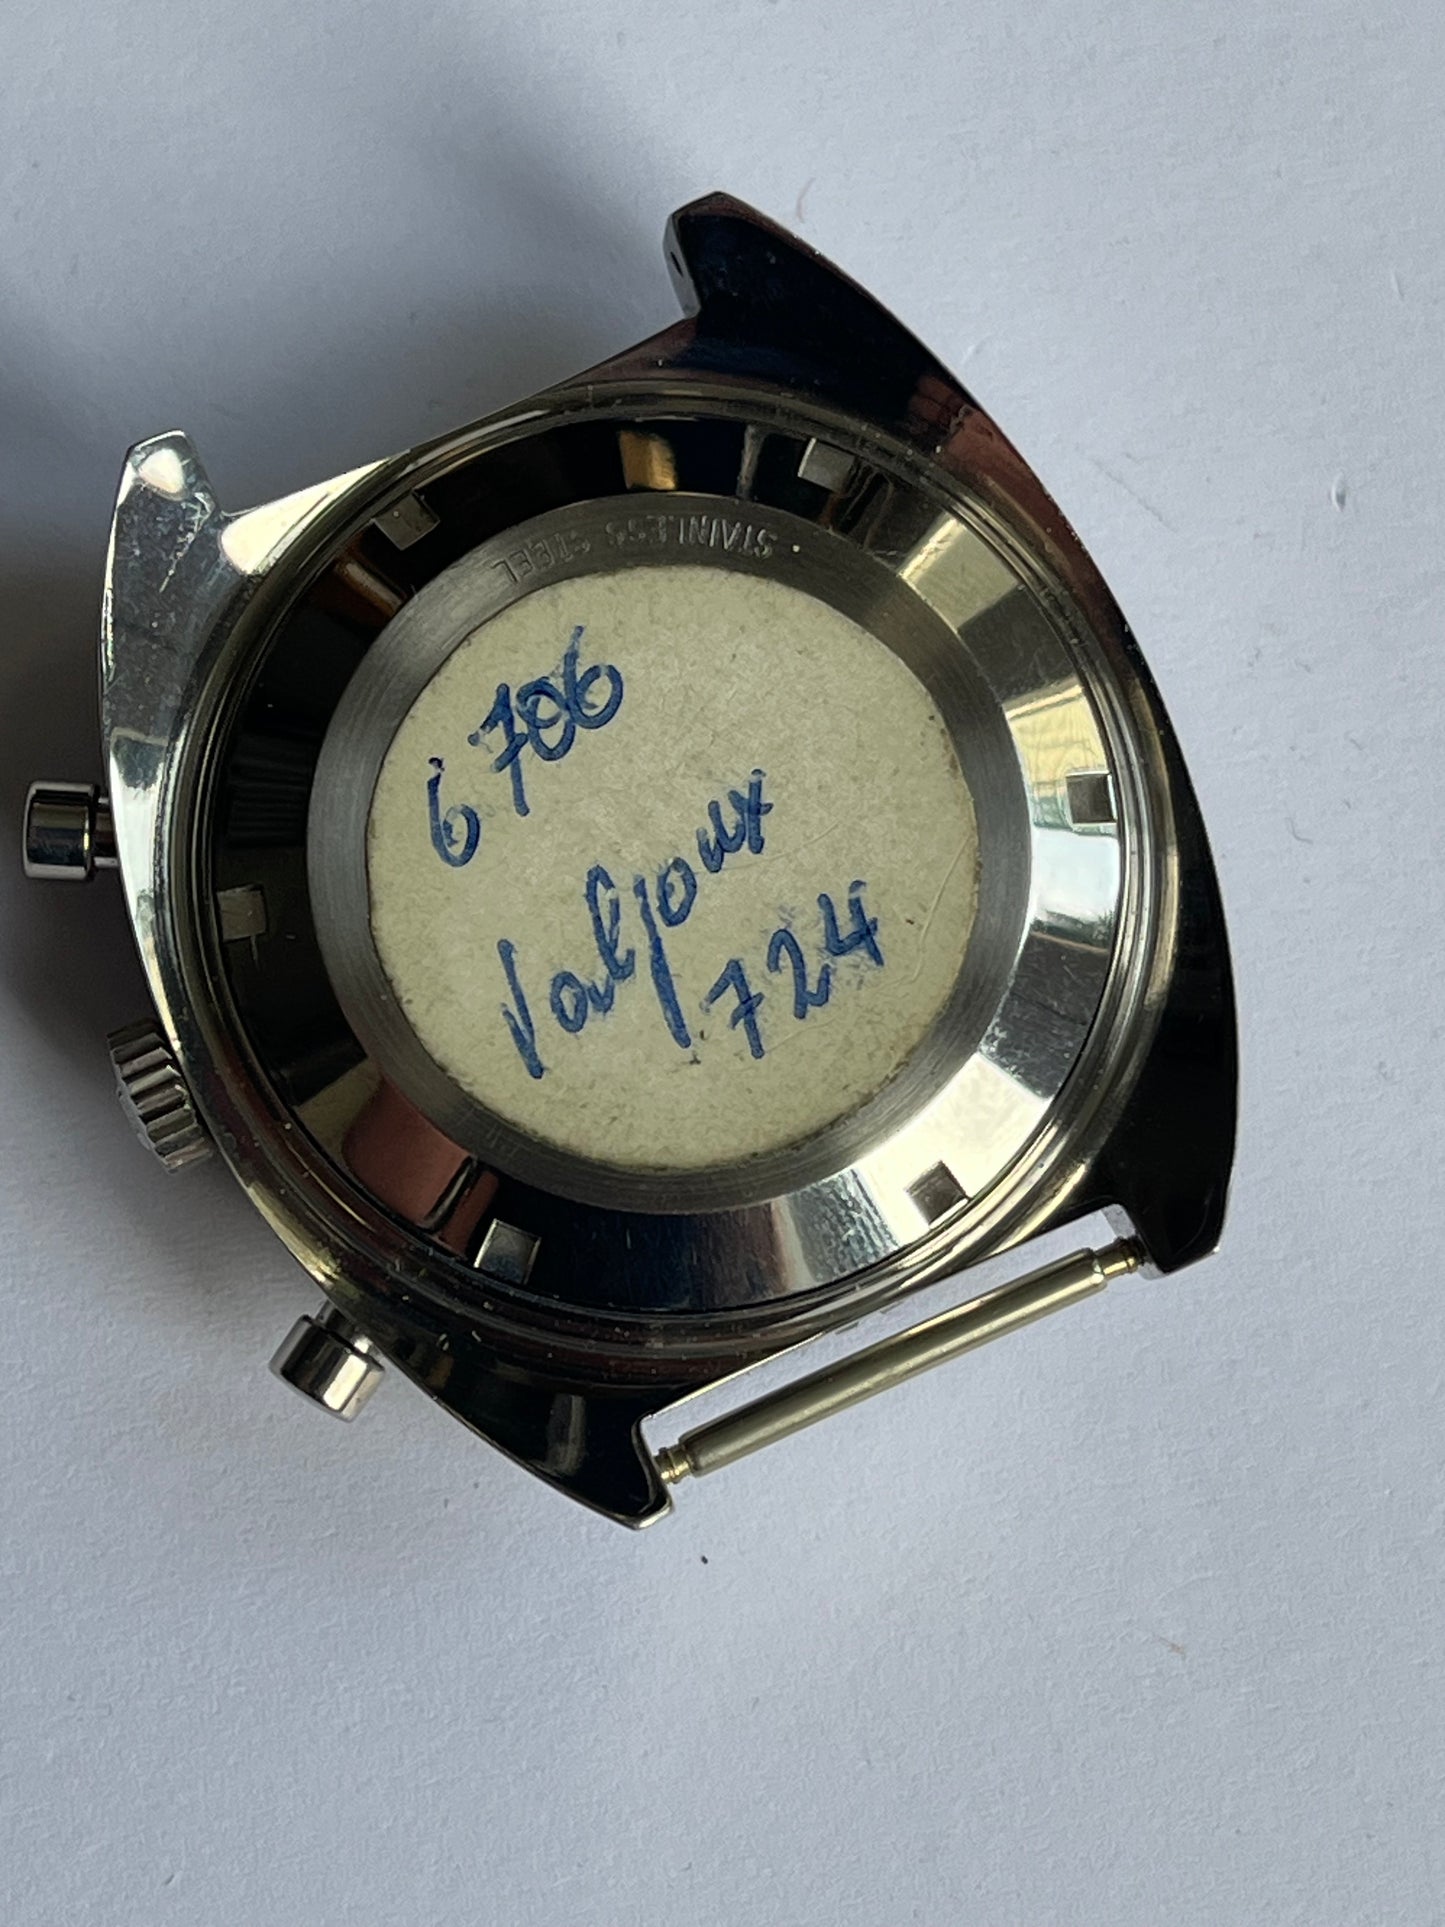 STAINLESS STEEL
6706
Valjoux
724